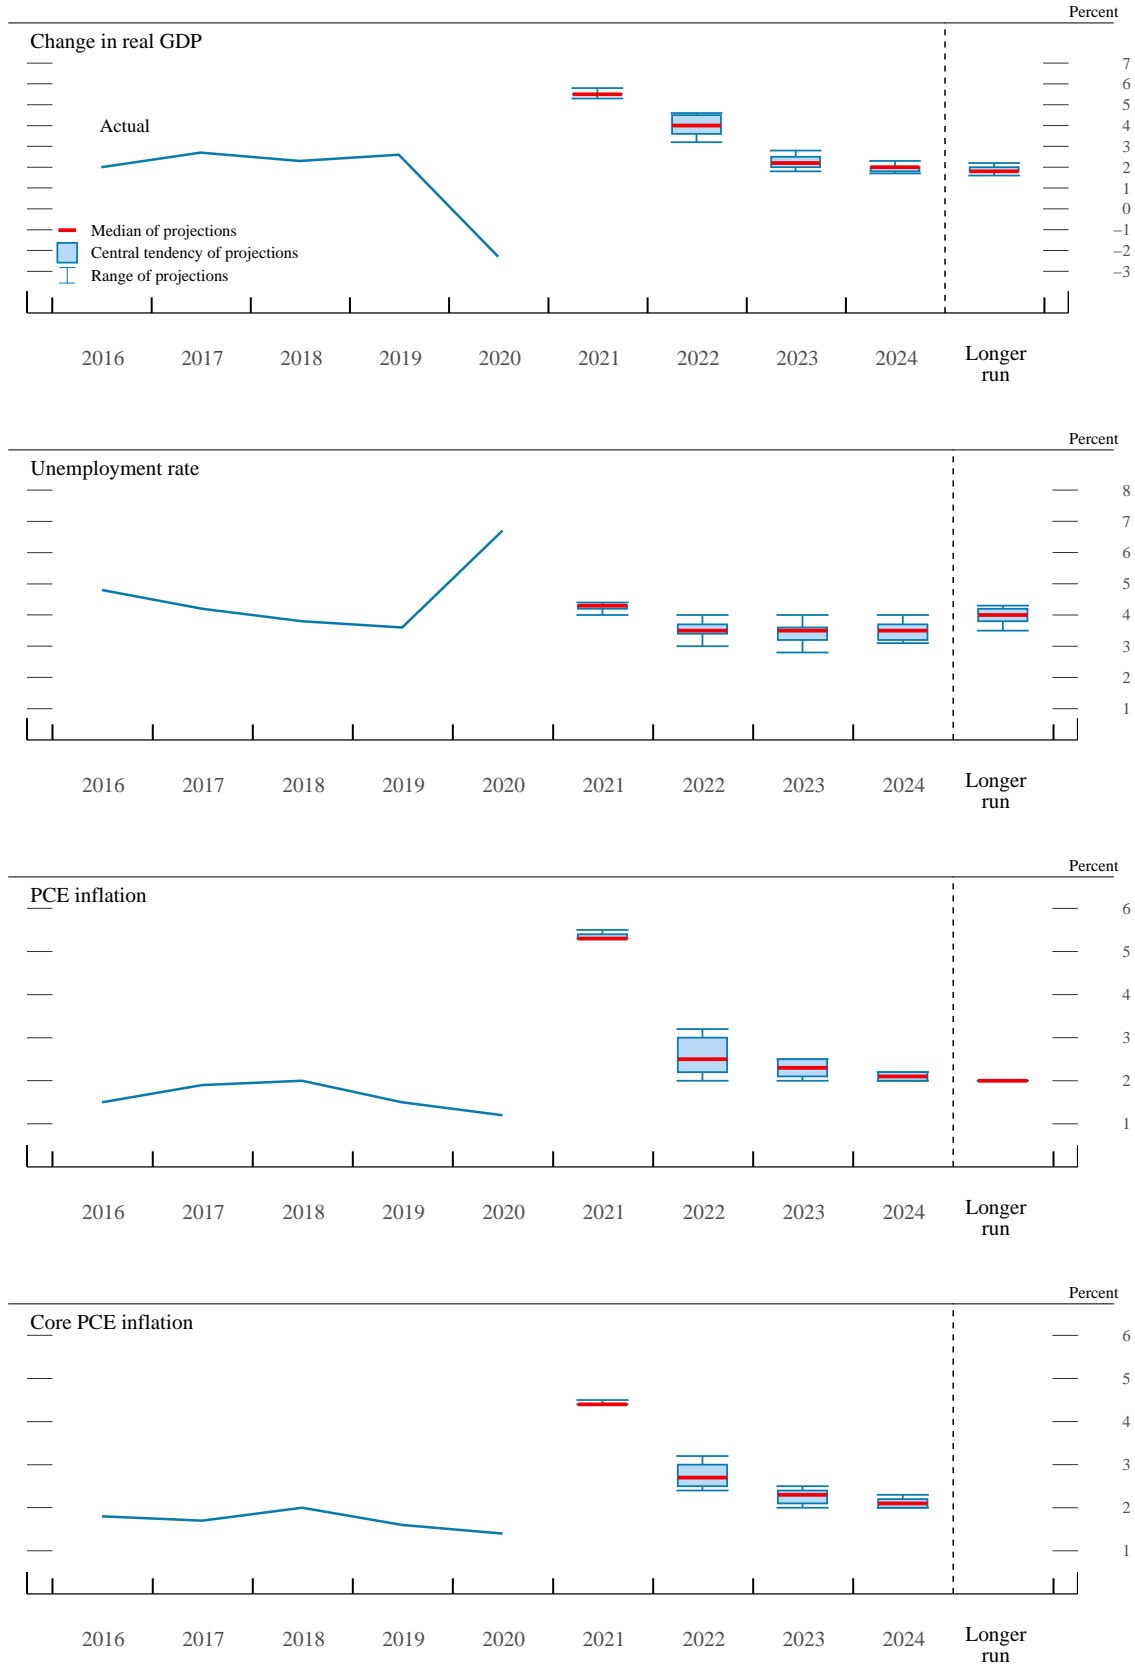 Percent
Change in real GDP
7
6
5
4
3
2
1
0
−1
−2
−3
Actual
Median of projections
Central tendency of projections
Range of projections
2016 2017 2018 2019 2020 2021 2022 2023 2024 Longer
run
Percent
Unemployment rate
8
7
6
5
4
3
2
1
2016 2017 2018 2019 2020 2021 2022 2023 2024 Longer
run
Percent
PCE inflation
6
5
4
3
2
1
2016 2017 2018 2019 2020 2021 2022 2023 2024 Longer
run
Percent
Core PCE inflation
6
5
4
3
2
1
2016 2017 2018 2019 2020 2021 2022 2023 2024 Longer
run